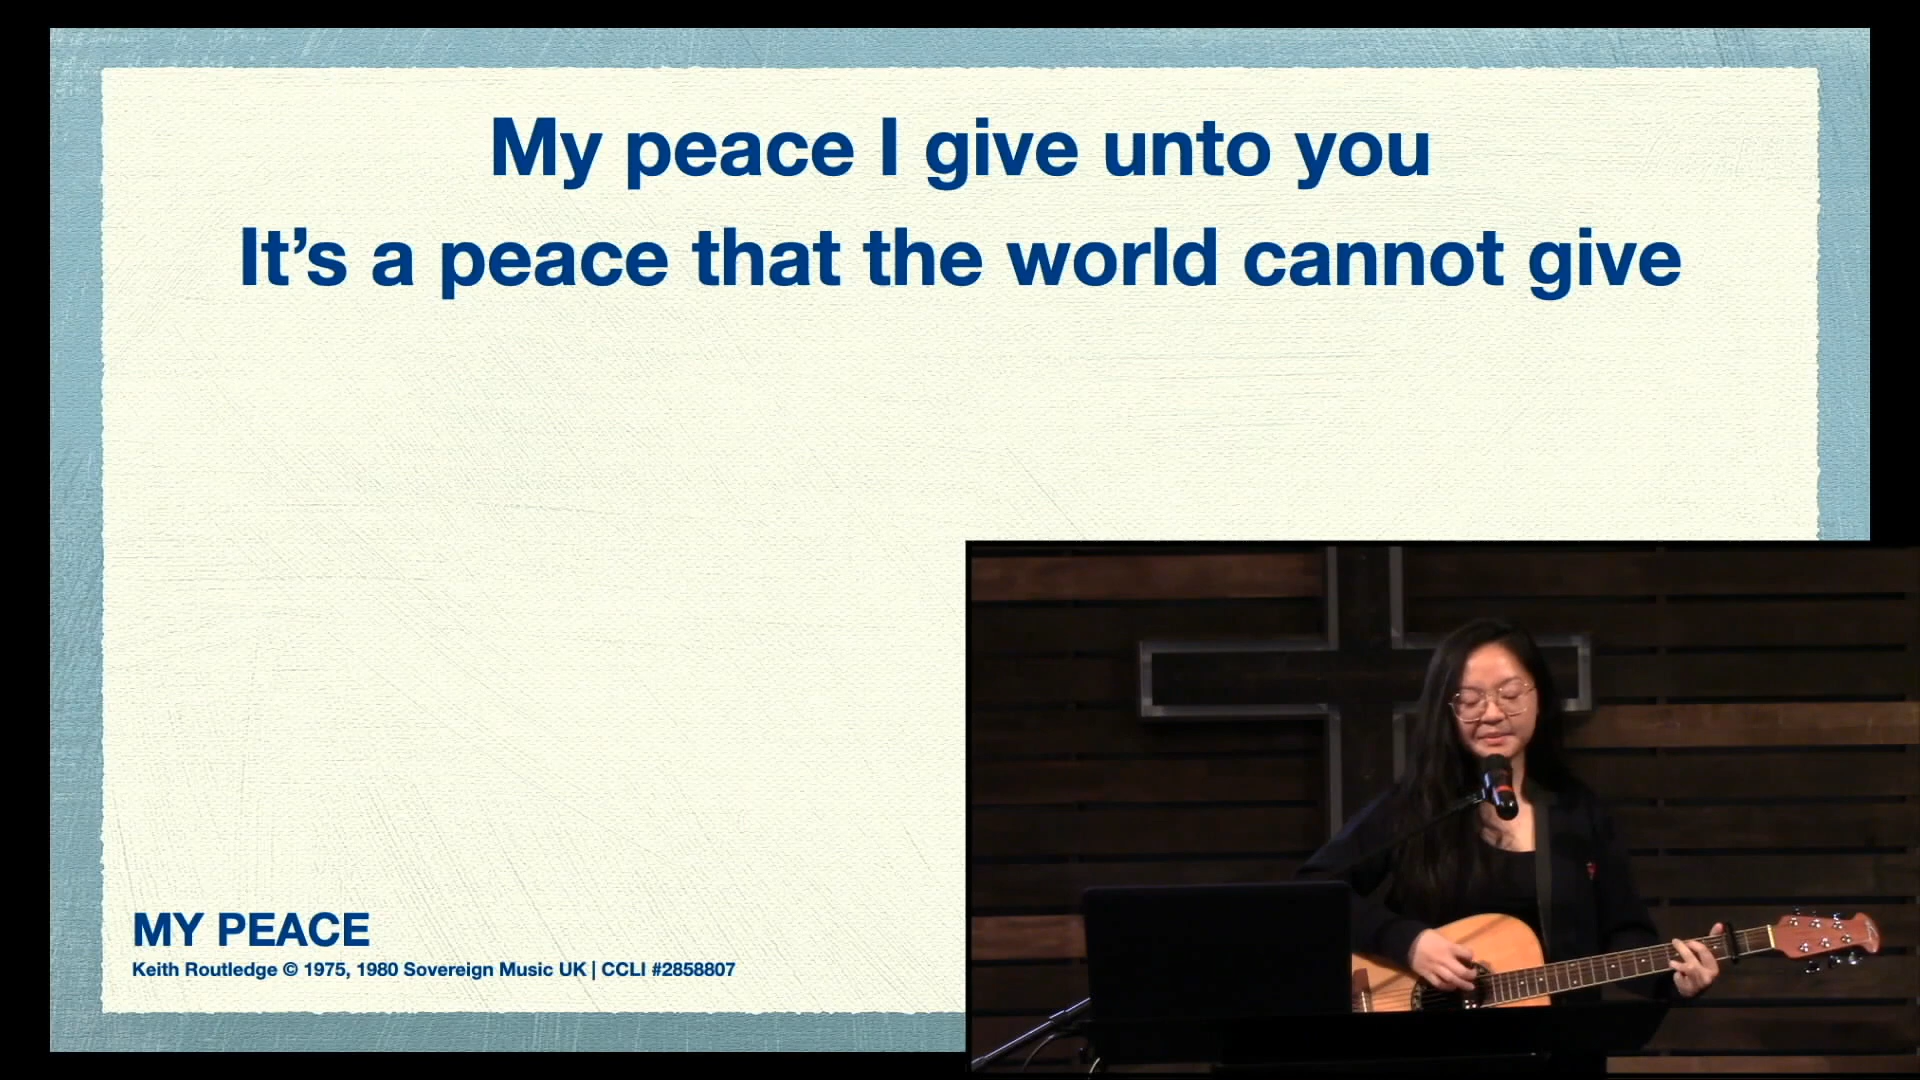 My peace I give unto you
It’s a peace that the world cannot give
MY PEACE
Keith Routledge © 1975, 1980 Sovereign Music UK | CCLI #2858807